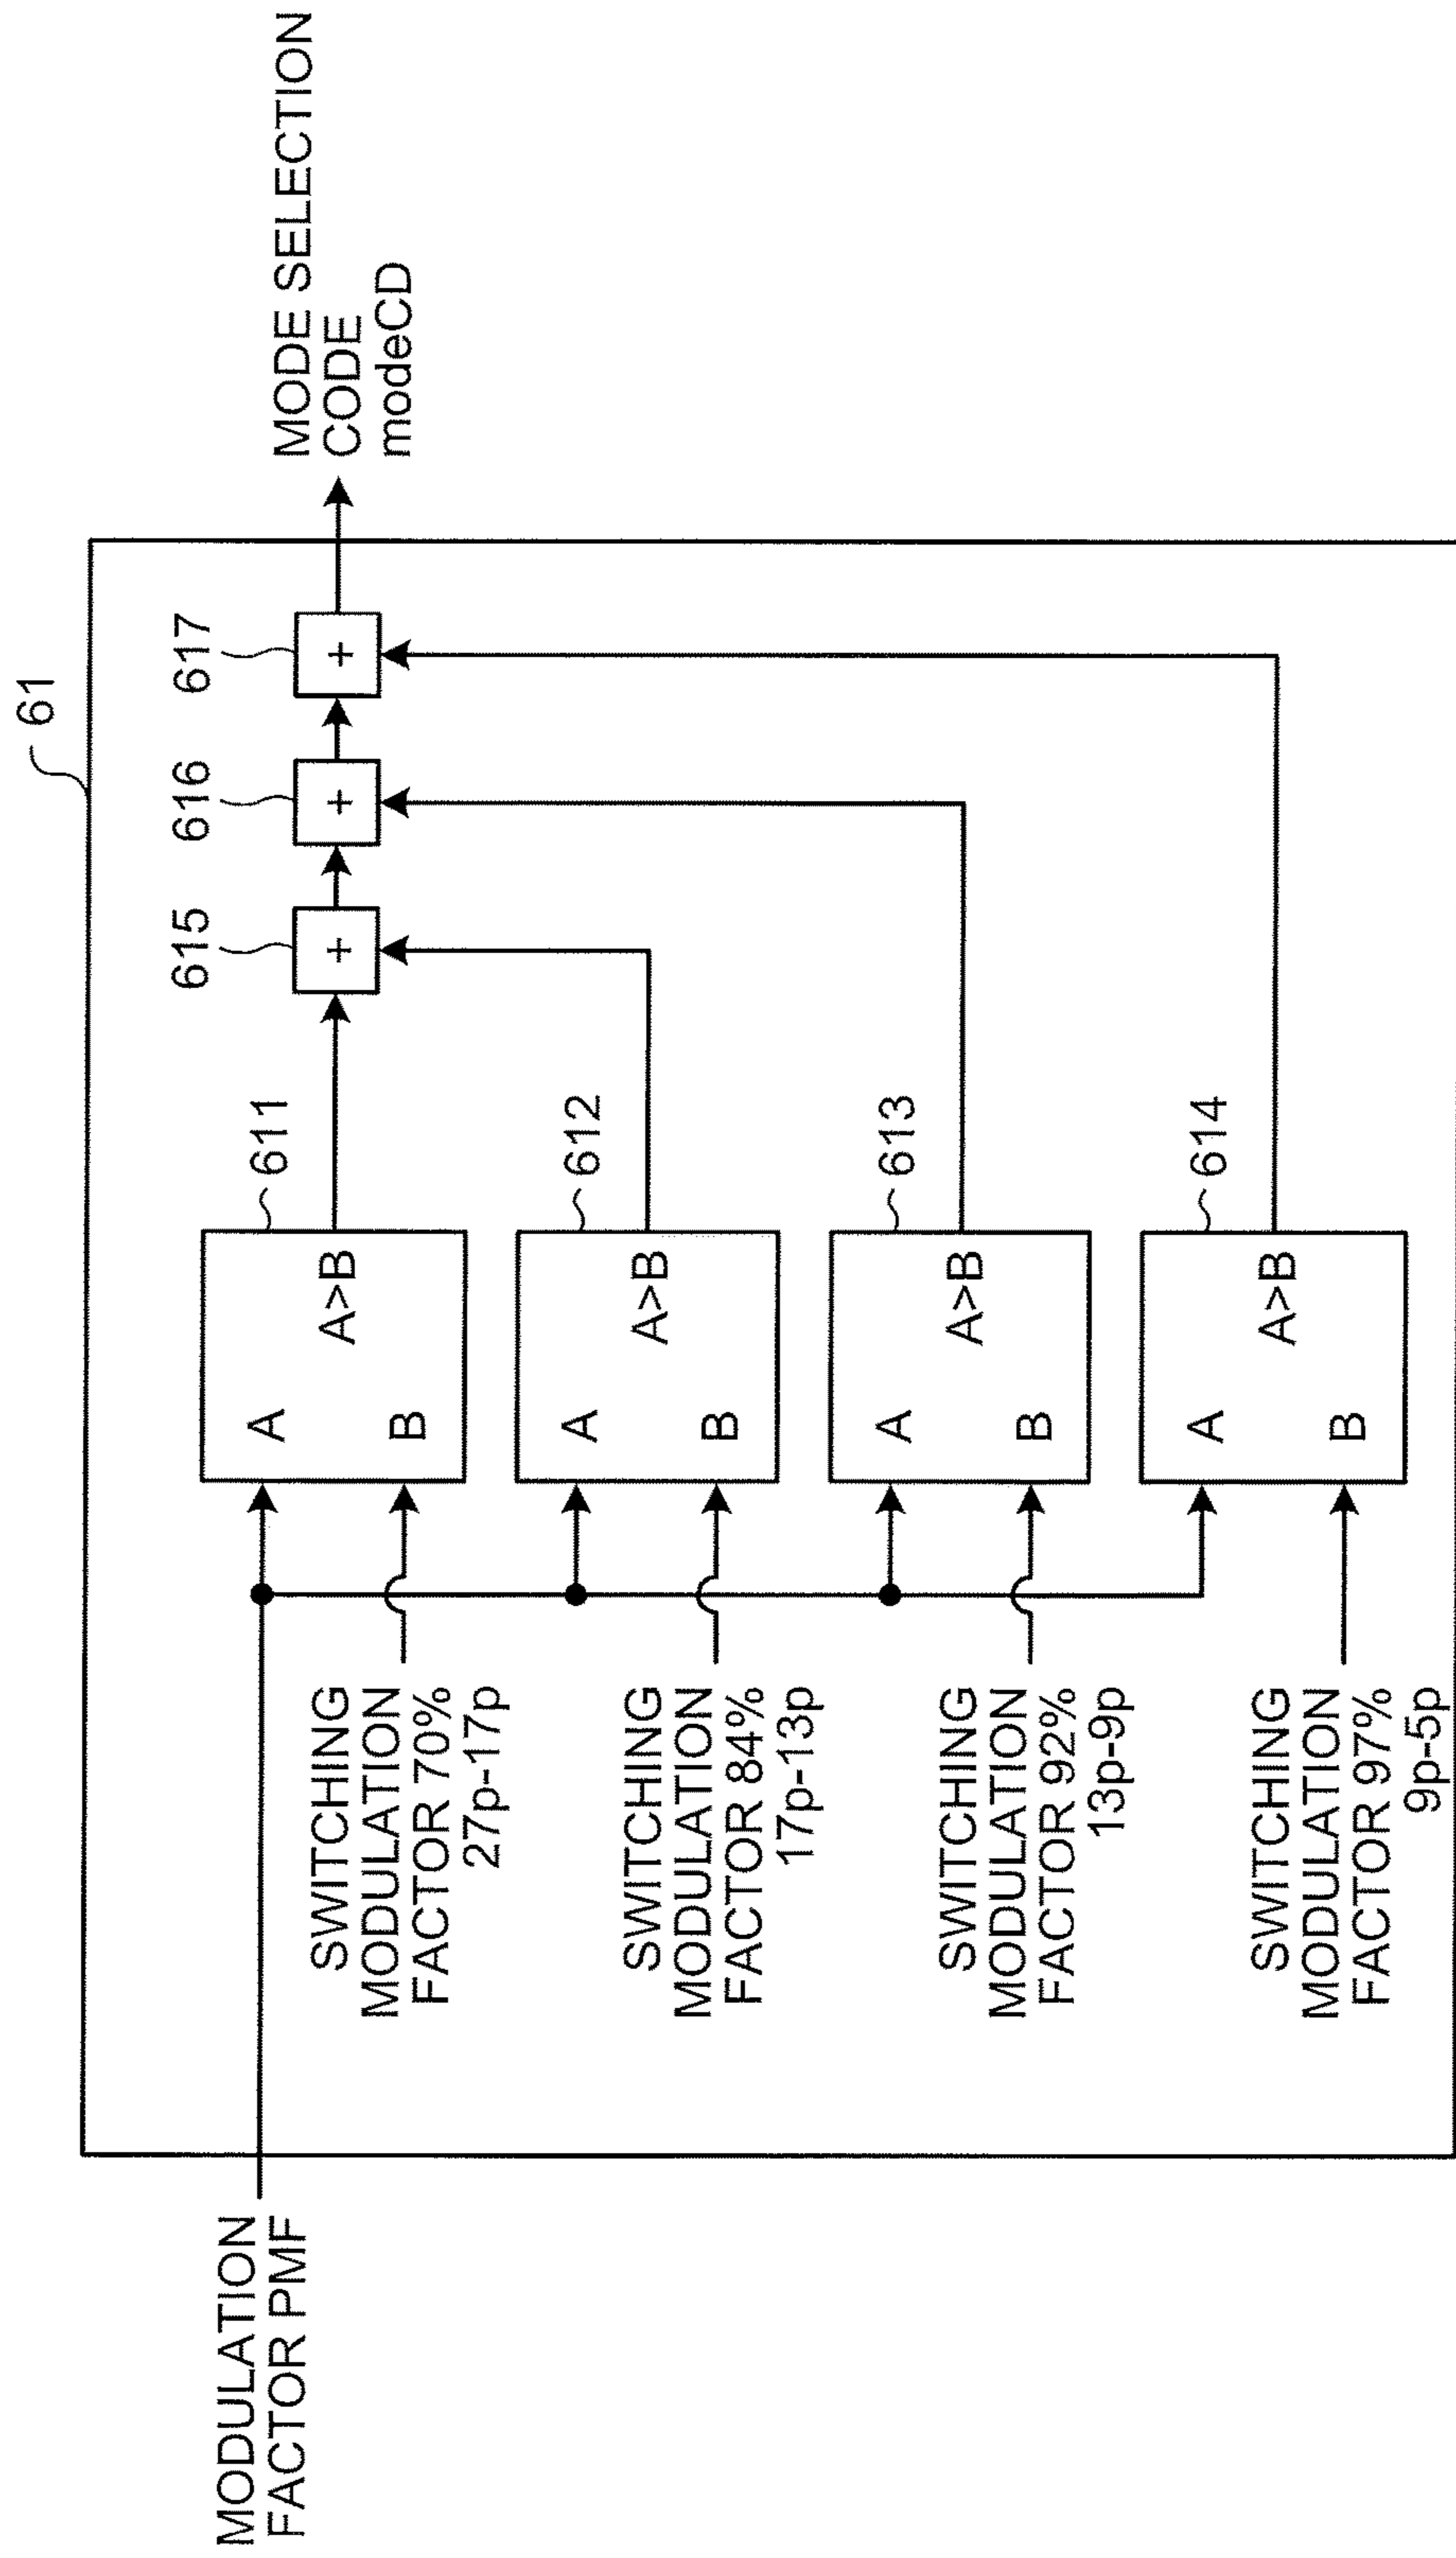 61
MODULATION
FACTOR PMF
SWITCHING
MODULATION
FACTOR 70%
27p-17p
A
B
A>B
611
615
+
616
+
617
+
MODE SELECTION
CODE
modeCD
SWITCHING
MODULATION
FACTOR 84%
17p-13p
A
B
A>B
612
SWITCHING
MODULATION
FACTOR 92%
13p-9p
A
B
A>B
613
SWITCHING
MODULATION
FACTOR 97%
9p-5p
A
B
A>B
614